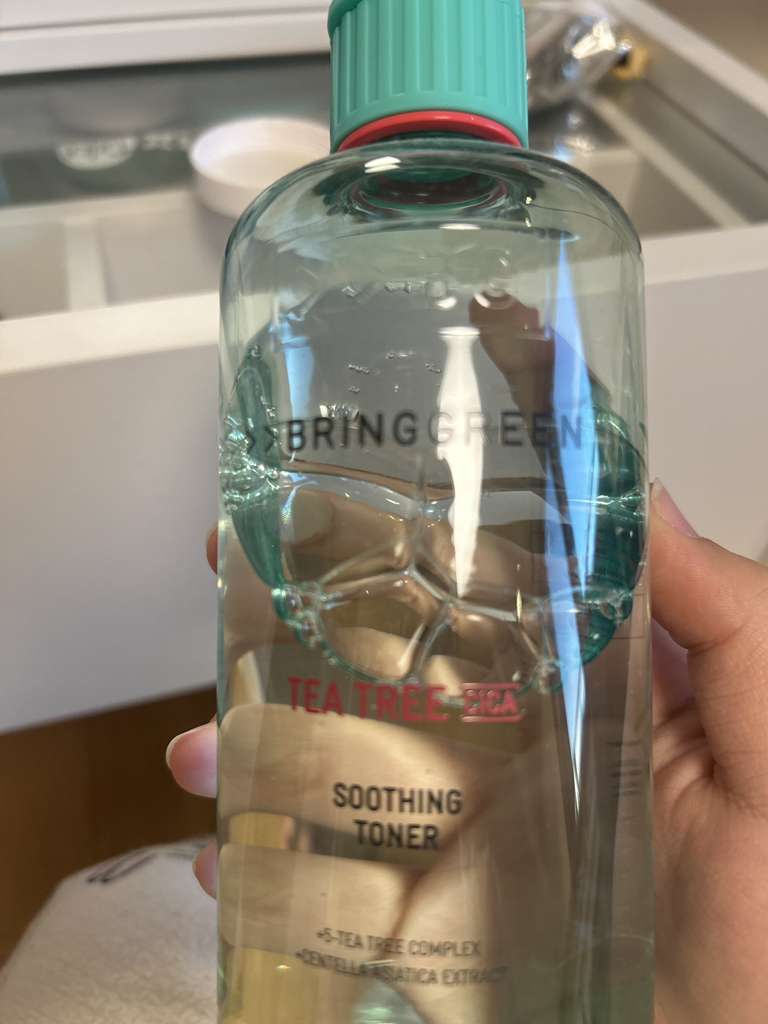 BRINGGREEN
TEA TREE CICA
SOOTHING
TONER
+5-TEA TREE COMPLEX
+CENTELLA ASIATICA EXTRACT